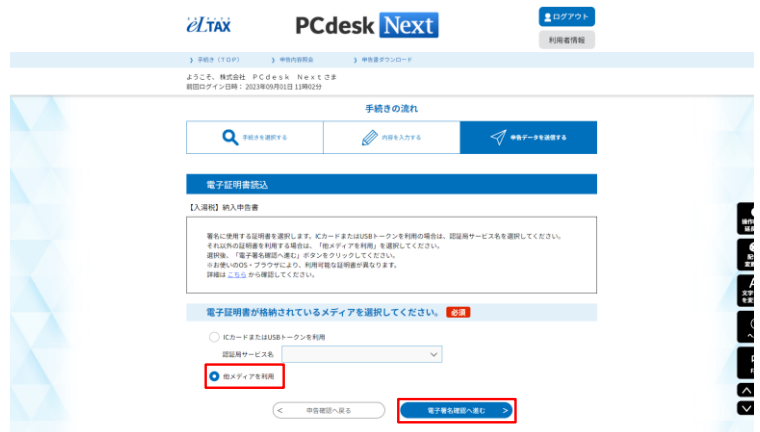 eLTAX
PCdesk Next
ログアウト
利用者情報
手続き（TOP） 申告内容照会 申告書ダウンロード
ようこそ、株式会社 PCdesk Nextさま
前回ログイン日時：2023年09月01日 11時02分
手続きの流れ
手続きを選択する 内容を入力する 申告データを送信する
電子証明書読込
【入湯税】納入申告書
署名に使用する証明書を選択します。ICカードまたはUSBトークンを利用の場合は、認証局サービス名を選択してください。
それ以外の証明書を利用する場合は、「他メディアを利用」を選択してください。
選択後、「電子署名確認へ進む」ボタンをクリックしてください。
※お使いのOS・ブラウザにより、利用可能な証明書が異なります。
詳細は こちら から確認してください。
電子証明書が格納されているメディアを選択してください。 必須
ICカードまたはUSBトークンを利用
認証局サービス名
他メディアを利用
< 申告確認へ戻る 電子署名確認へ進む >